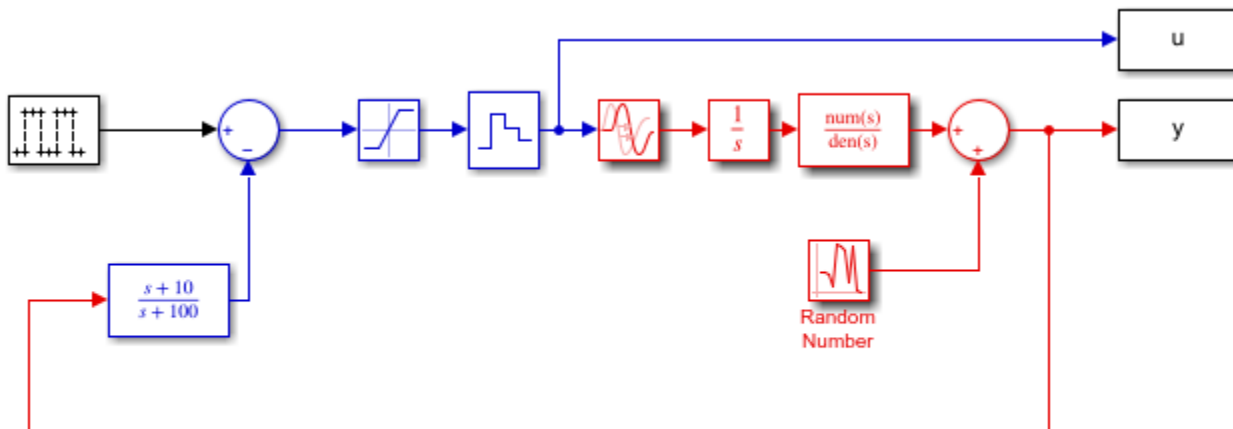 u
+
−
1
s
num(s)
den(s)
+
+
y
s + 10
s + 100
Random
Number